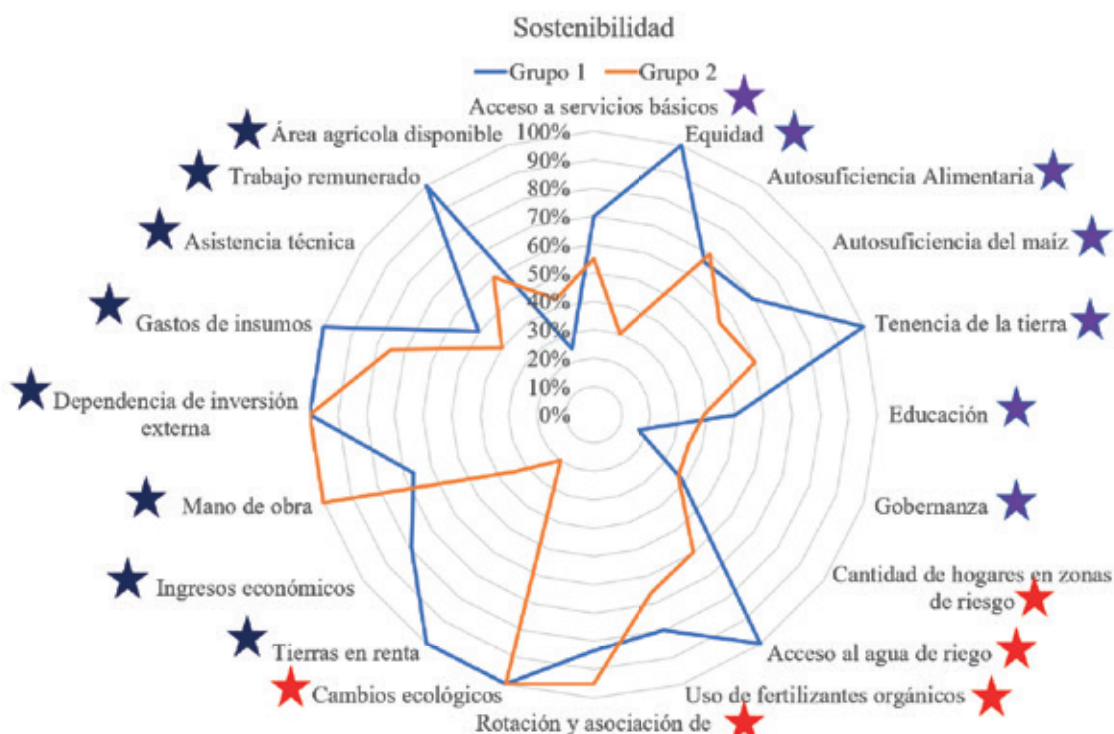 Sostenibilidad
Grupo 1 Grupo 2
Acceso a servicios básicos
Equidad
Autosuficiencia Alimentaria
Autosuficiencia del maíz
Tenencia de la tierra
Educación
Gobernanza
Cantidad de hogares en zonas
de riesgo
Acceso al agua de riego
Uso de fertilizantes orgánicos
Rotación y asociación de
Cambios ecológicos
Tierras en renta
Ingresos económicos
Mano de obra
Dependencia de inversión
externa
Gastos de insumos
Asistencia técnica
Trabajo remunerado
Área agrícola disponible
100%
90%
80%
70%
60%
50%
40%
30%
20%
10%
0%